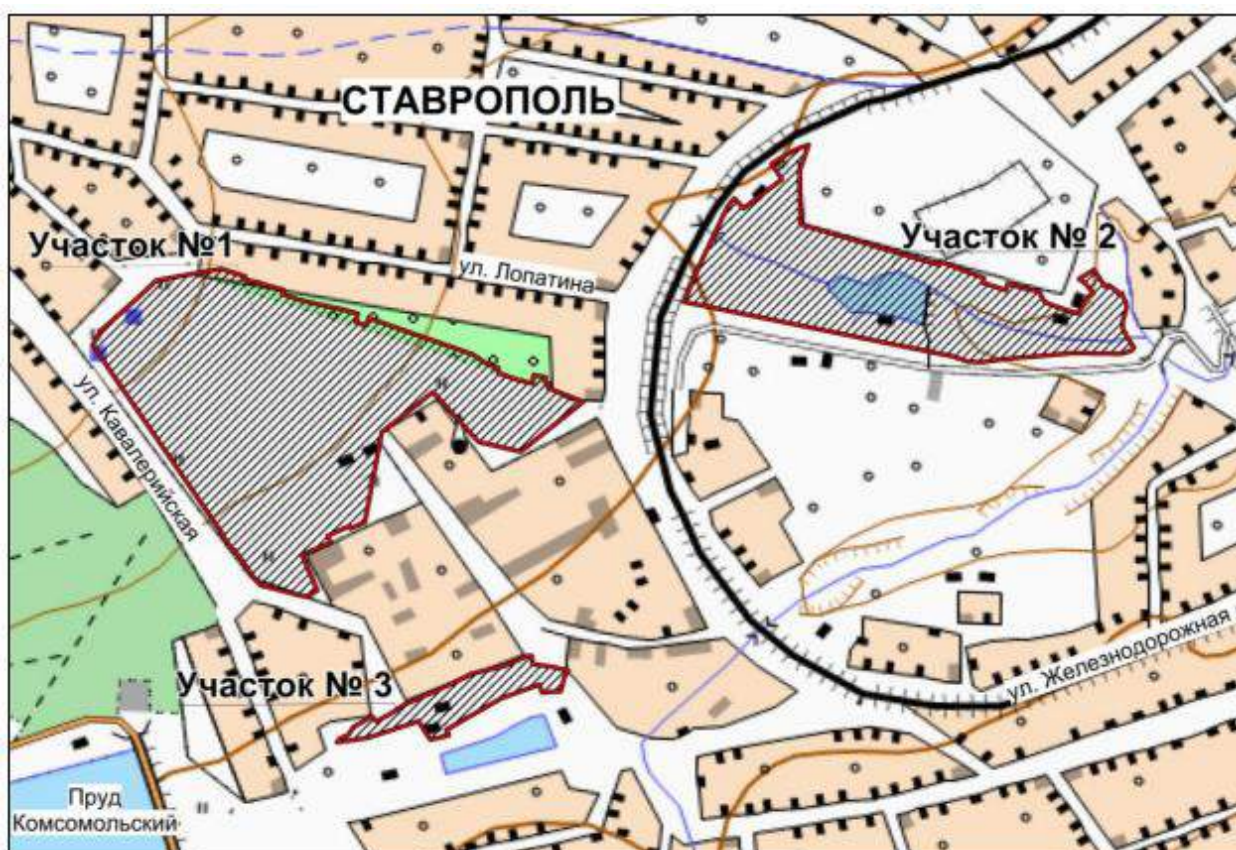 СТАВРОПОЛЬ
Участок №1
Участок № 2
ул. Лопатина
ул. Кавалерийская
Участок № 3
ул. Железнодорожная
Пруд
Комсомольский